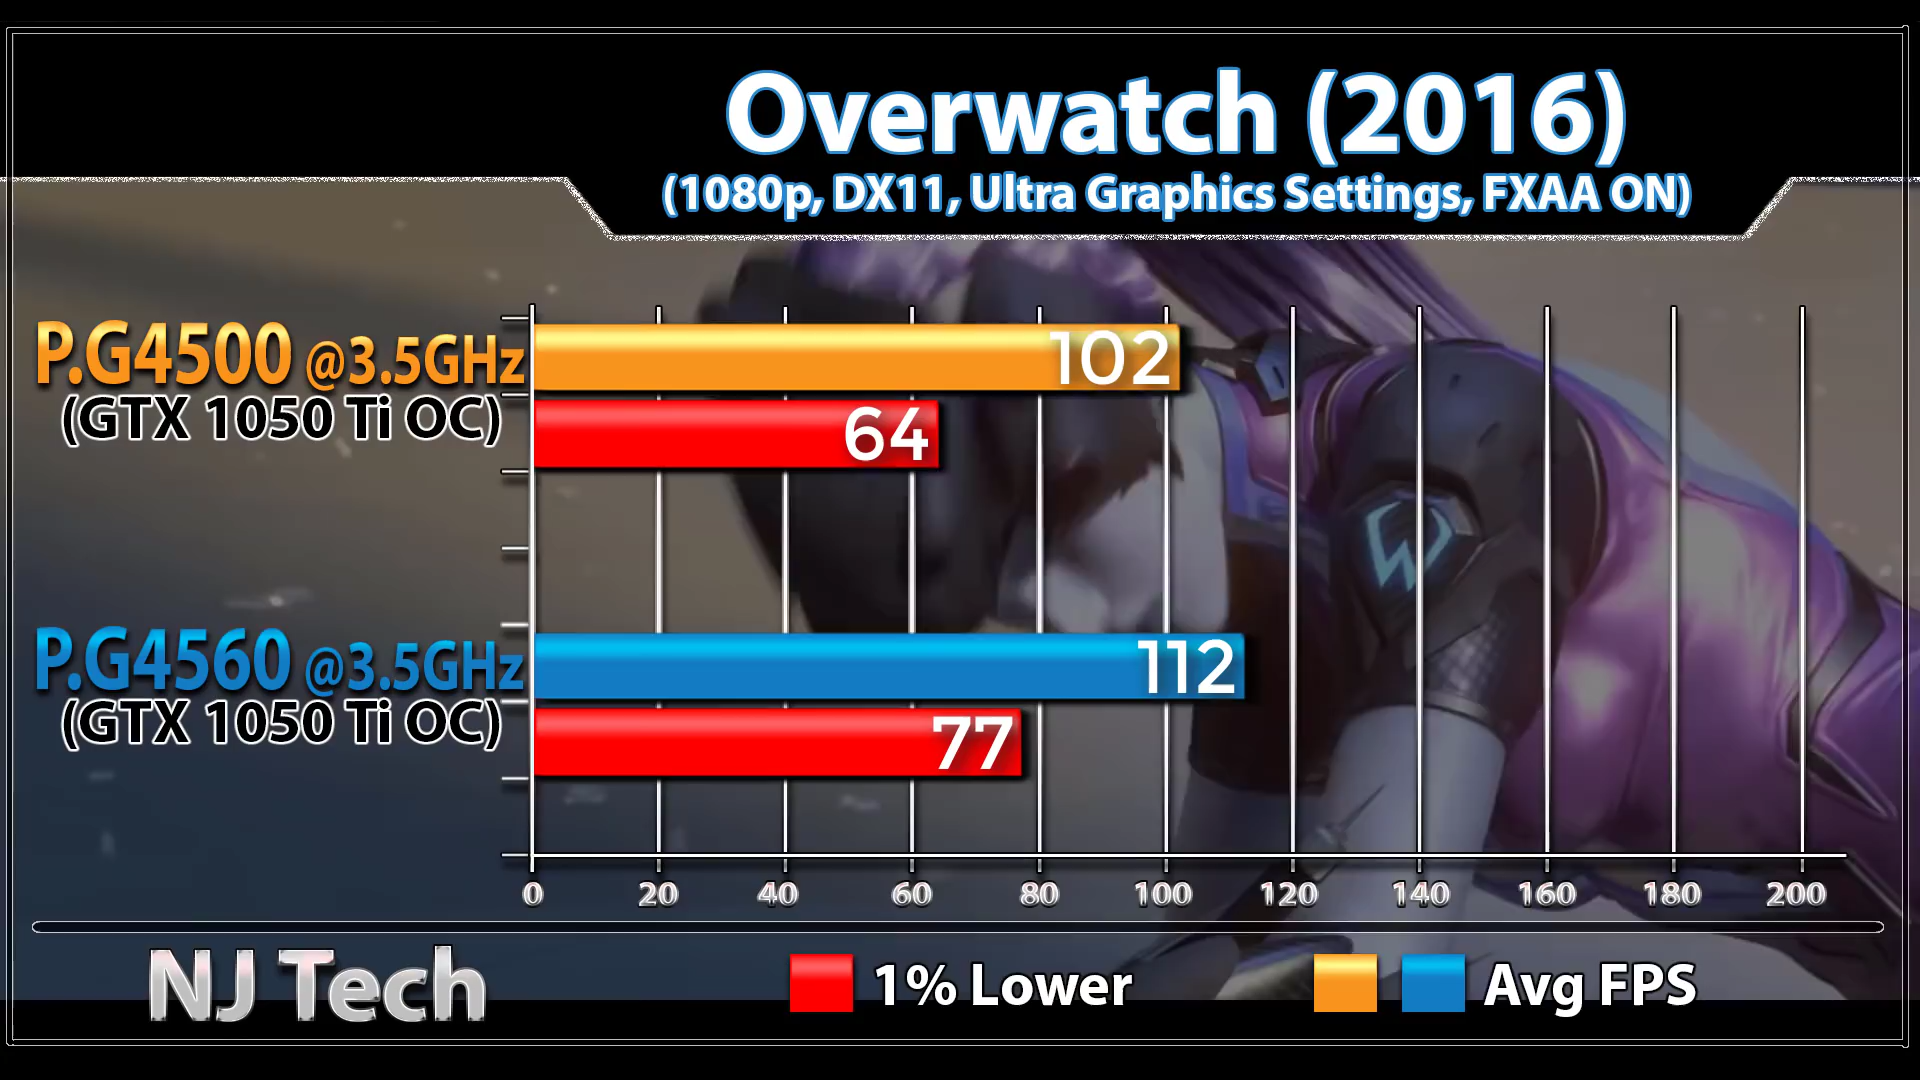 Overwatch (2016)
(1080p, DX11, Ultra Graphics Settings, FXAA ON)
P.G4500 @3.5GHz
(GTX 1050 Ti OC)
102
64
P.G4560 @3.5GHz
(GTX 1050 Ti OC)
112
77
0 20 40 60 80 100 120 140 160 180 200
NJ Tech
1% Lower
Avg FPS